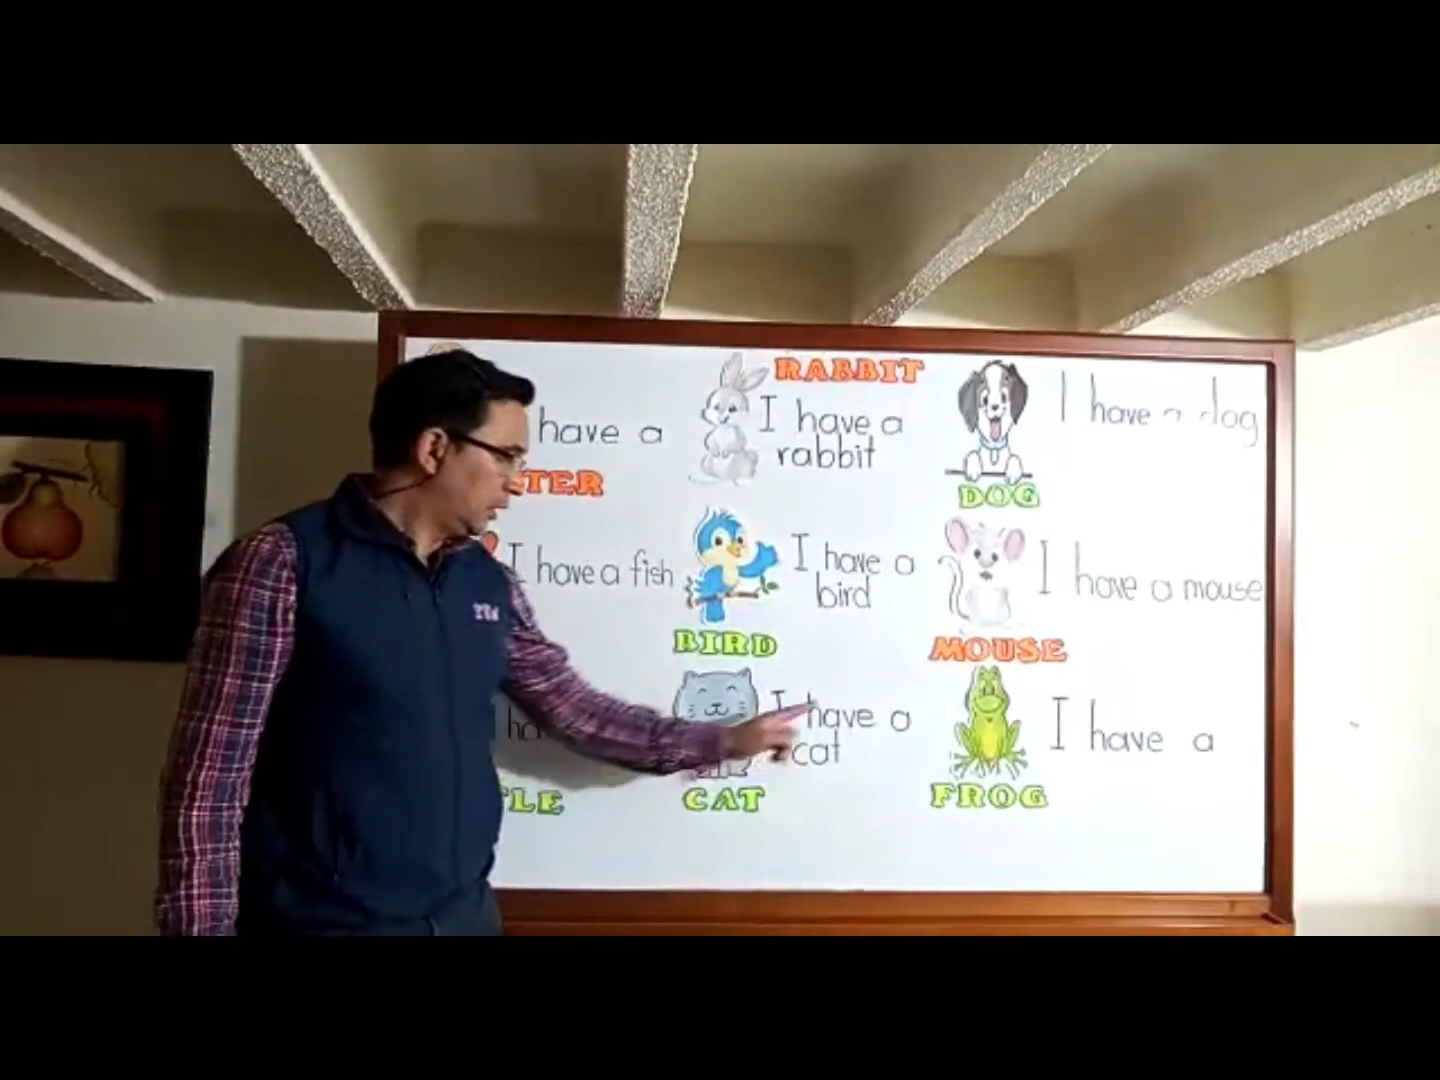 RABBIT
have a
I have a
rabbit
I have a dog
TER
DOG
I have a fish
I have a
bird
I have a mouse
BIRD
MOUSE
I have a
cat
I have a
LE
CAT
FROG